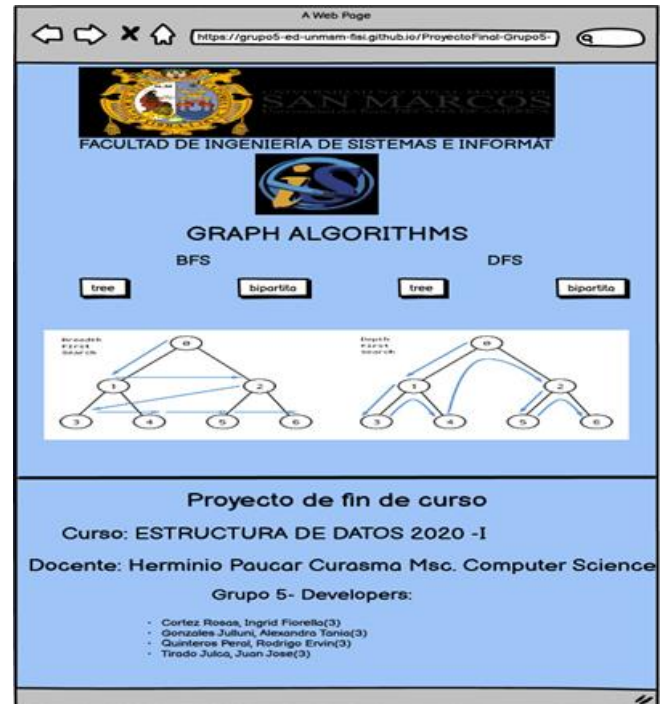 A Web Page
https://grupo5-ed-unmsm-fisi.github.io/ProyectoFinal-Grupo5-
SAN MARCOS
FACULTAD DE INGENIERÍA DE SISTEMAS E INFORMÁT
GRAPH ALGORITHMS
BFS DFS
tree bipartita tree bipartita
Breadth
First
Search
0
1 2
3 4 5 6
Depth
First
Search
0
1 2
3 4 5 6
Proyecto de fin de curso
Curso: ESTRUCTURA DE DATOS 2020 -I
Docente: Herminio Paucar Curasma Msc. Computer Science
Grupo 5- Developers:
· Cortez Rosas, Ingrid Fiorella(3)
· Gonzales Julluni, Alexandra Tania(3)
· Quinteros Peral, Rodrigo Ervin(3)
· Tirado Julca, Juan Jose(3)